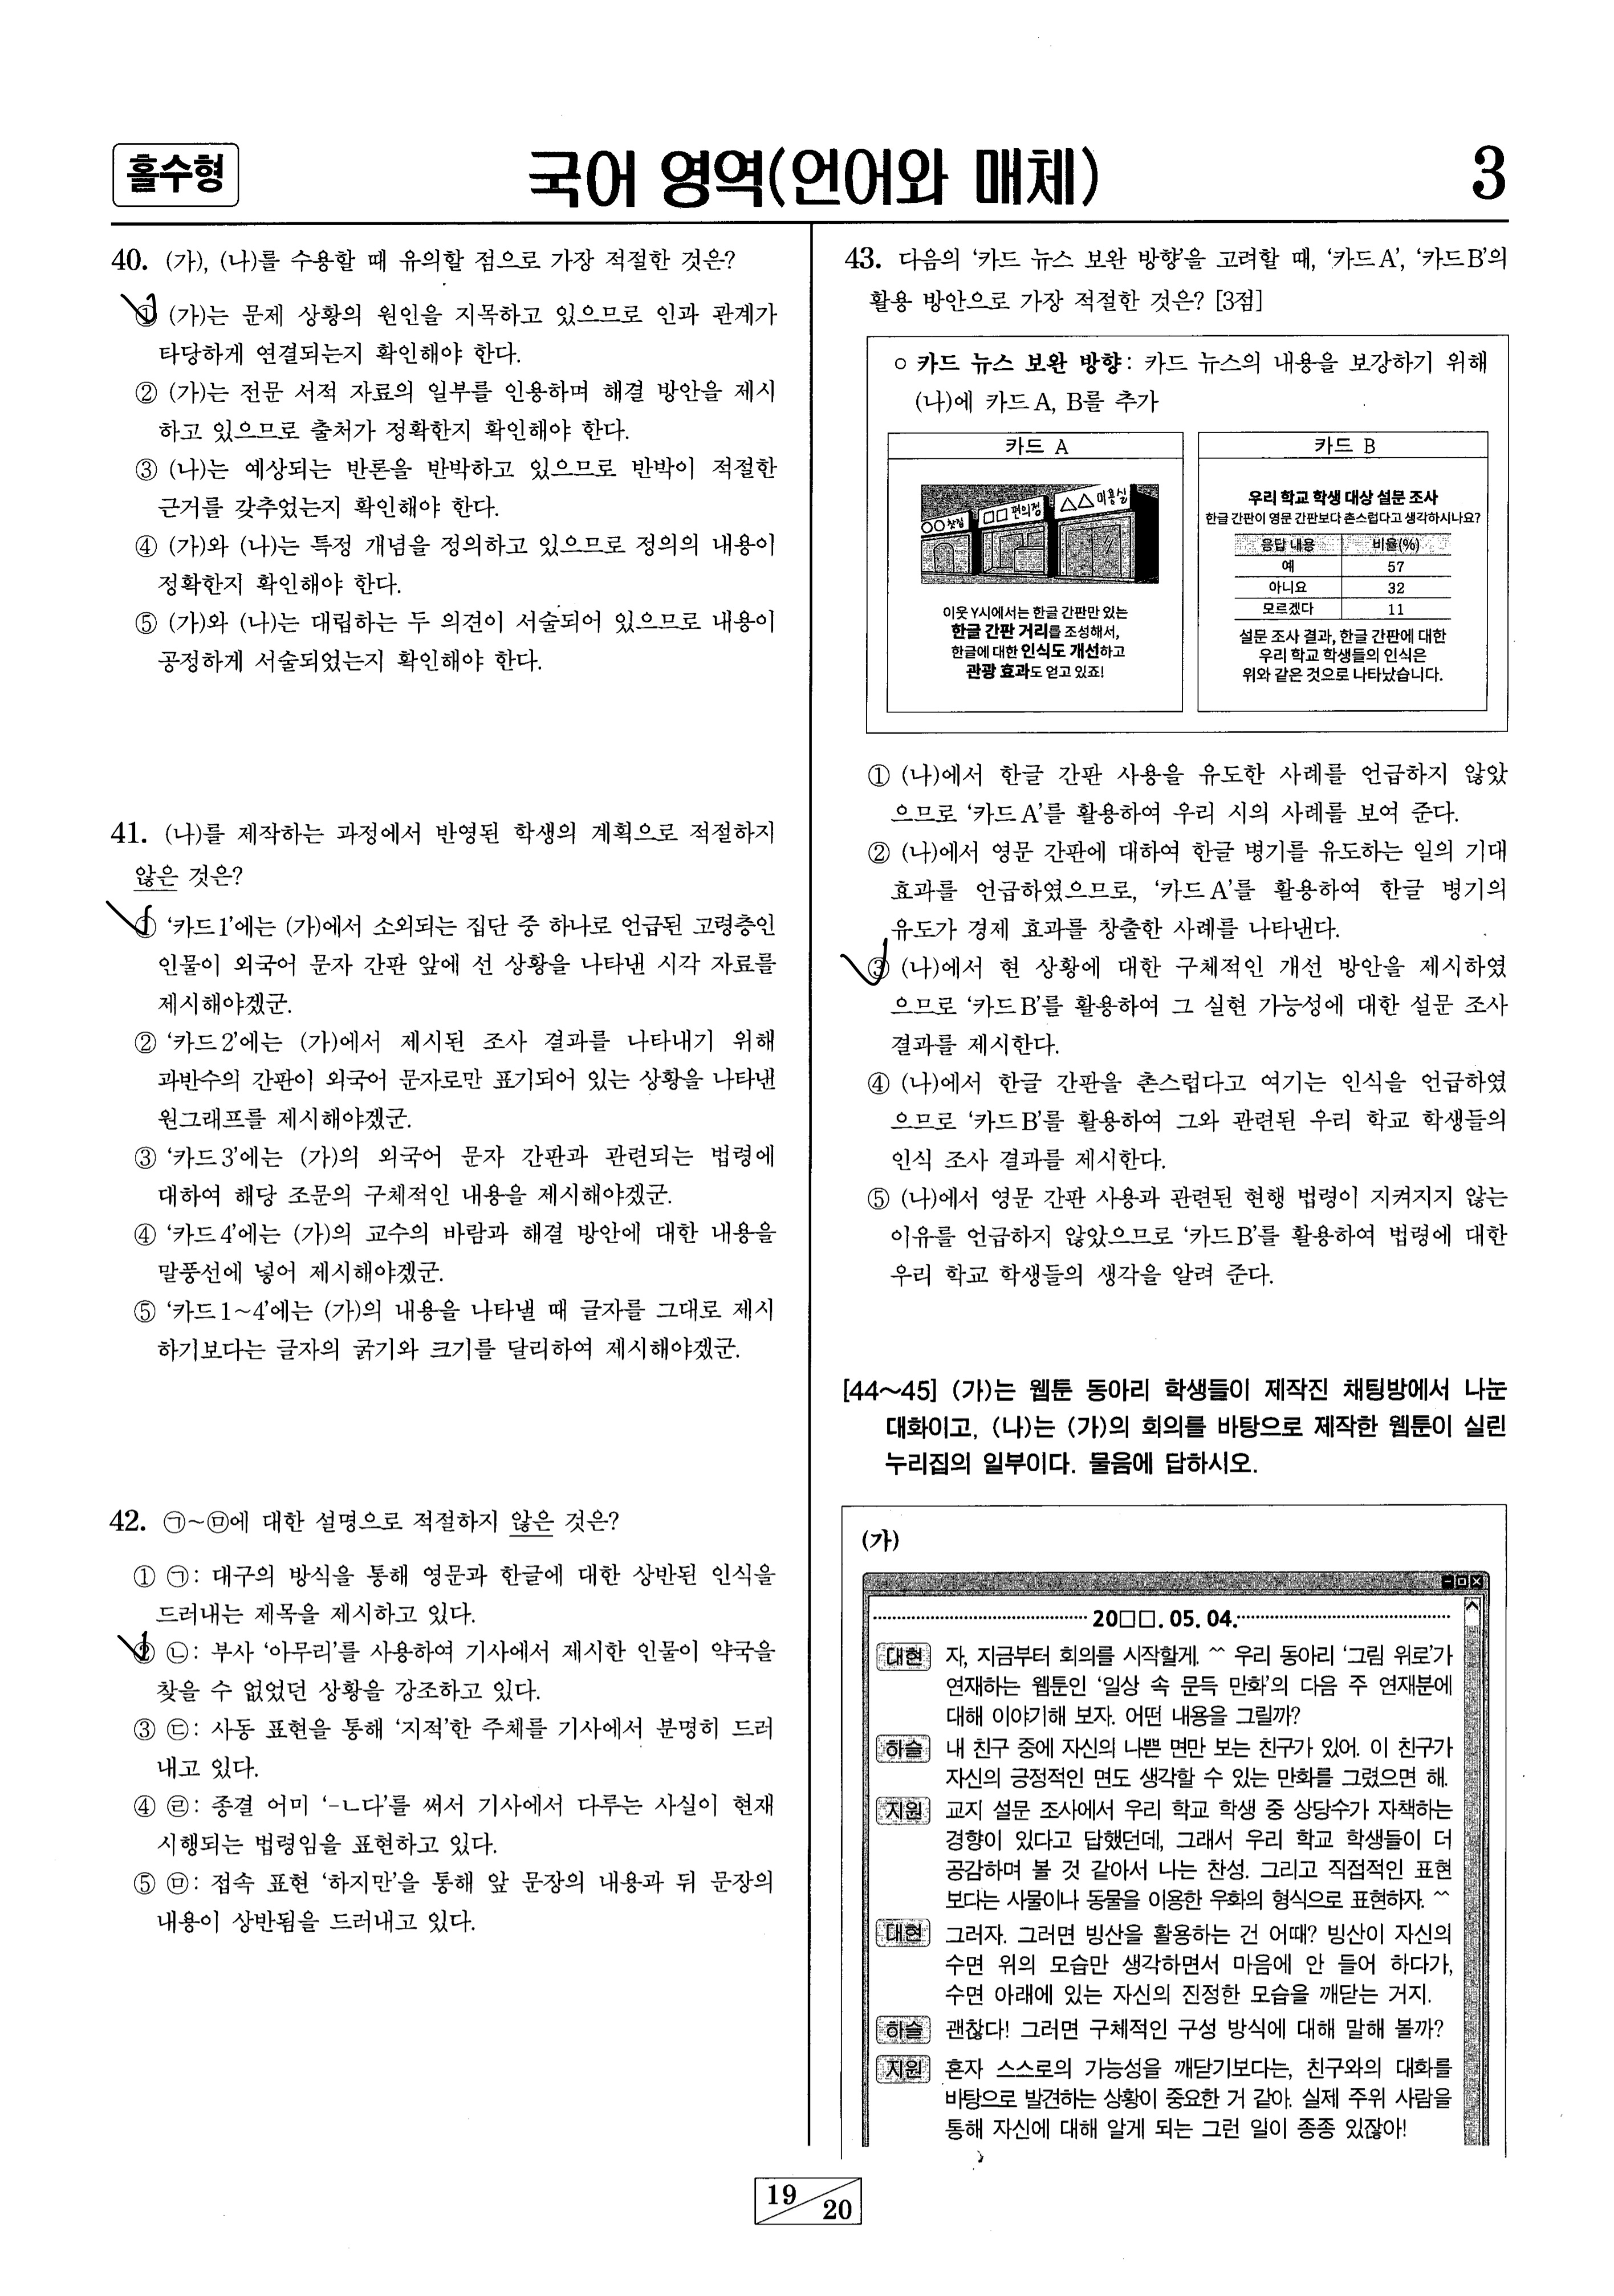 홀수형
국어 영역(언어와 매체)
3
40. (가), (나)를 수용할 때 유의할 점으로 가장 적절한 것은?
① (가)는 문제 상황의 원인을 지목하고 있으므로 인과 관계가
타당하게 연결되는지 확인해야 한다.
② (가)는 전문 서적 자료의 일부를 인용하며 해결 방안을 제시
하고 있으므로 출처가 정확한지 확인해야 한다.
③ (나)는 예상되는 반론을 반박하고 있으므로 반박이 적절한
근거를 갖추었는지 확인해야 한다.
④ (가)와 (나)는 특정 개념을 정의하고 있으므로 정의의 내용이
정확한지 확인해야 한다.
⑤ (가)와 (나)는 대립하는 두 의견이 서술되어 있으므로 내용이
공정하게 서술되었는지 확인해야 한다.
41. (나)를 제작하는 과정에서 반영된 학생의 계획으로 적절하지
않은 것은?
① ‘카드 1’에는 (가)에서 소외되는 집단 중 하나로 언급된 고령층인
인물이 외국어 문자 간판 앞에 선 상황을 나타낸 시각 자료를
제시해야겠군.
② ‘카드 2’에는 (가)에서 제시된 조사 결과를 나타내기 위해
과반수의 간판이 외국어 문자로만 표기되어 있는 상황을 나타낸
원그래프를 제시해야겠군.
③ ‘카드 3’에는 (가)의 외국어 문자 간판과 관련되는 법령에
대하여 해당 조문의 구체적인 내용을 제시해야겠군.
④ ‘카드 4’에는 (가)의 교수의 바람과 해결 방안에 대한 내용을
말풍선에 넣어 제시해야겠군.
⑤ ‘카드 1~4’에는 (가)의 내용을 나타낼 때 글자를 그대로 제시
하기보다는 글자의 굵기와 크기를 달리하여 제시해야겠군.
42. ㉠~㉤에 대한 설명으로 적절하지 않은 것은?
① ㉠: 대구의 방식을 통해 영문과 한글에 대한 상반된 인식을
드러내는 제목을 제시하고 있다.
② ㉡: 부사 ‘아무리’를 사용하여 기사에서 제시한 인물이 약국을
찾을 수 없었던 상황을 강조하고 있다.
③ ㉢: 사동 표현을 통해 ‘지적’한 주체를 기사에서 분명히 드러
내고 있다.
④ ㉣: 종결 어미 ‘-ㄴ다’를 써서 기사에서 다루는 사실이 현재
시행되는 법령임을 표현하고 있다.
⑤ ㉤: 접속 표현 ‘하지만’을 통해 앞 문장의 내용과 뒤 문장의
내용이 상반됨을 드러내고 있다.
43. 다음의 ‘카드 뉴스 보완 방향’을 고려할 때, ‘카드 A’, ‘카드 B’의
활용 방안으로 가장 적절한 것은? [3점]
○ 카드 뉴스 보완 방향: 카드 뉴스의 내용을 보강하기 위해
(나)에 카드 A, B를 추가
카드 A
○○찻집 □□편의점 △△미용실
이웃 Y시에서는 한글 간판만 있는
한글 간판 거리를 조성해서,
한글에 대한 인식도 개선하고
관광 효과도 얻고 있죠!
카드 B
우리 학교 학생 대상 설문 조사
한글 간판이 영문 간판보다 촌스럽다고 생각하시나요?
응답 내용 비율(%)
예 57
아니요 32
모르겠다 11
설문 조사 결과, 한글 간판에 대한
우리 학교 학생들의 인식은
위와 같은 것으로 나타났습니다.
① (나)에서 한글 간판 사용을 유도한 사례를 언급하지 않았
으므로 ‘카드 A’를 활용하여 우리 시의 사례를 보여 준다.
② (나)에서 영문 간판에 대하여 한글 병기를 유도하는 일의 기대
효과를 언급하였으므로, ‘카드 A’를 활용하여 한글 병기의
유도가 경제 효과를 창출한 사례를 나타낸다.
③ (나)에서 현 상황에 대한 구체적인 개선 방안을 제시하였
으므로 ‘카드 B’를 활용하여 그 실현 가능성에 대한 설문 조사
결과를 제시한다.
④ (나)에서 한글 간판을 촌스럽다고 여기는 인식을 언급하였
으므로 ‘카드 B’를 활용하여 그와 관련된 우리 학교 학생들의
인식 조사 결과를 제시한다.
⑤ (나)에서 영문 간판 사용과 관련된 현행 법령이 지켜지지 않는
이유를 언급하지 않았으므로 ‘카드 B’를 활용하여 법령에 대한
우리 학교 학생들의 생각을 알려 준다.
[44~45] (가)는 웹툰 동아리 학생들이 제작진 채팅방에서 나눈
대화이고, (나)는 (가)의 회의를 바탕으로 제작한 웹툰이 실린
누리집의 일부이다. 물음에 답하시오.
(가)
20□□. 05. 04.
대현 자, 지금부터 회의를 시작할게. ^^ 우리 동아리 ‘그림 위로’가
연재하는 웹툰인 ‘일상 속 문득 만화’의 다음 주 연재분에
대해 이야기해 보자. 어떤 내용을 그릴까?
하슬 내 친구 중에 자신의 나쁜 면만 보는 친구가 있어. 이 친구가
자신의 긍정적인 면도 생각할 수 있는 만화를 그렸으면 해.
지원 교지 설문 조사에서 우리 학교 학생 중 상당수가 자책하는
경향이 있다고 답했던데, 그래서 우리 학교 학생들이 더
공감하며 볼 것 같아서 나는 찬성. 그리고 직접적인 표현
보다는 사물이나 동물을 이용한 우화의 형식으로 표현하자. ^^
대현 그러자. 그러면 빙산을 활용하는 건 어때? 빙산이 자신의
수면 위의 모습만 생각하면서 마음에 안 들어 하다가,
수면 아래에 있는 자신의 진정한 모습을 깨닫는 거지.
하슬 괜찮다! 그러면 구체적인 구성 방식에 대해 말해 볼까?
지원 혼자 스스로의 가능성을 깨닫기보다는, 친구와의 대화를
바탕으로 발견하는 상황이 중요한 거 같아. 실제 주위 사람을
통해 자신에 대해 알게 되는 그런 일이 종종 있잖아!
19
20